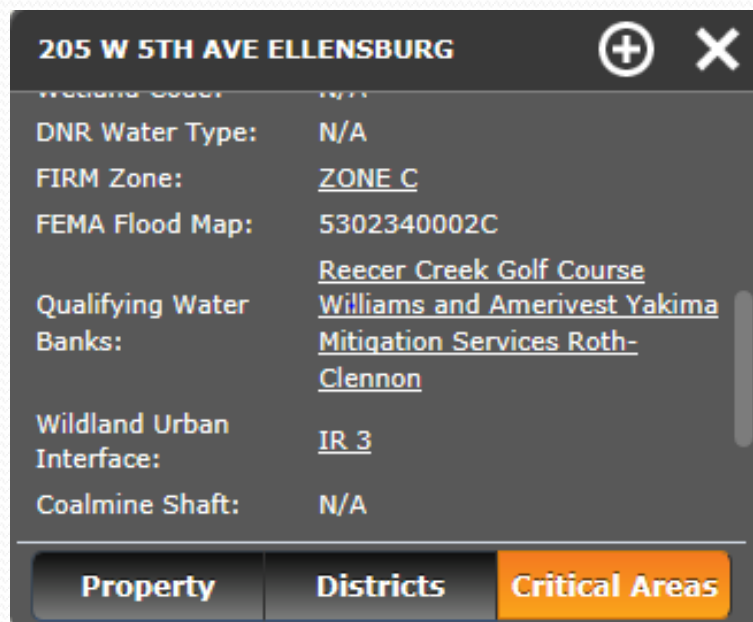 205 W 5TH AVE ELLENSBURG
DNR Water Type: N/A
FIRM Zone: ZONE C
FEMA Flood Map: 5302340002C
Qualifying Water Banks: Reecer Creek Golf Course
Williams and Amerivest Yakima
Mitigation Services Roth-
Clennon
Wildland Urban Interface: IR 3
Coalmine Shaft: N/A
Property Districts Critical Areas